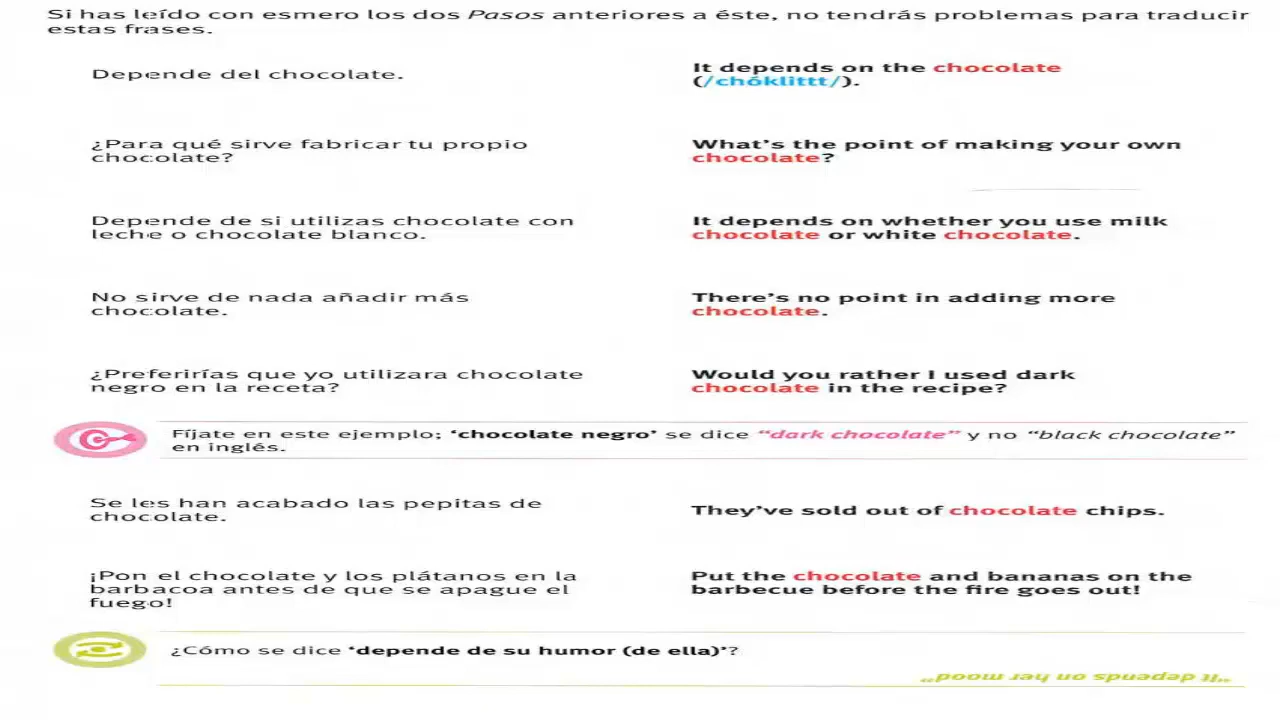 Si has leído con esmero los dos Pasos anteriores a éste, no tendrás problemas para traducir
estas frases.
Depende del chocolate.
It depends on the chocolate
(/chóklittt/).
¿Para qué sirve fabricar tu propio
chocolate?
What's the point of making your own
chocolate?
Depende de si utilizas chocolate con
leche o chocolate blanco.
It depends on whether you use milk
chocolate or white chocolate.
No sirve de nada añadir más
chocolate.
There's no point in adding more
chocolate.
¿Preferirías que yo utilizara chocolate
negro en la receta?
Would you rather I used dark
chocolate in the recipe?
Fíjate en este ejemplo; 'chocolate negro' se dice "dark chocolate" y no "black chocolate"
en inglés.
Se les han acabado las pepitas de
chocolate.
They've sold out of chocolate chips.
¡Pon el chocolate y los plátanos en la
barbacoa antes de que se apague el
fuego!
Put the chocolate and bananas on the
barbecue before the fire goes out!
¿Cómo se dice 'depende de su humor (de ella)'?
"It depends on her mood"